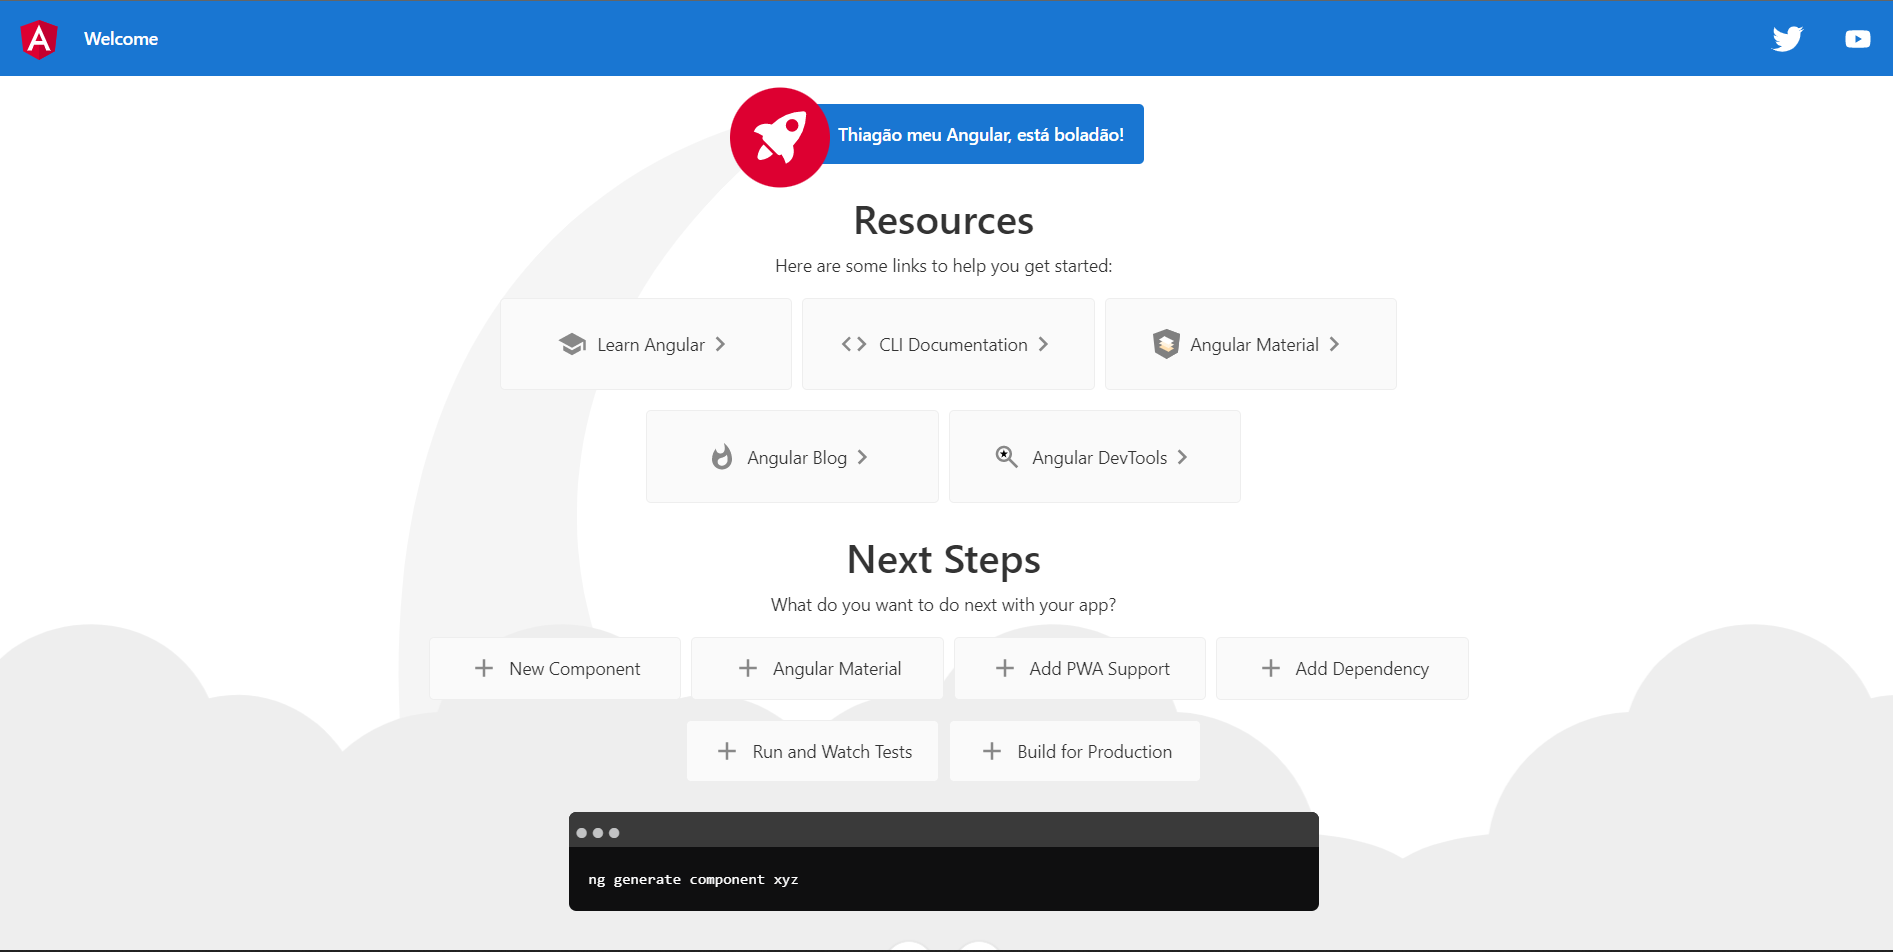 Welcome
Thiagão meu Angular, está boladão!
Resources
Here are some links to help you get started:
Learn Angular
CLI Documentation
Angular Material
Angular Blog
Angular DevTools
Next Steps
What do you want to do next with your app?
New Component
Angular Material
Add PWA Support
Add Dependency
Run and Watch Tests
Build for Production
ng generate component xyz